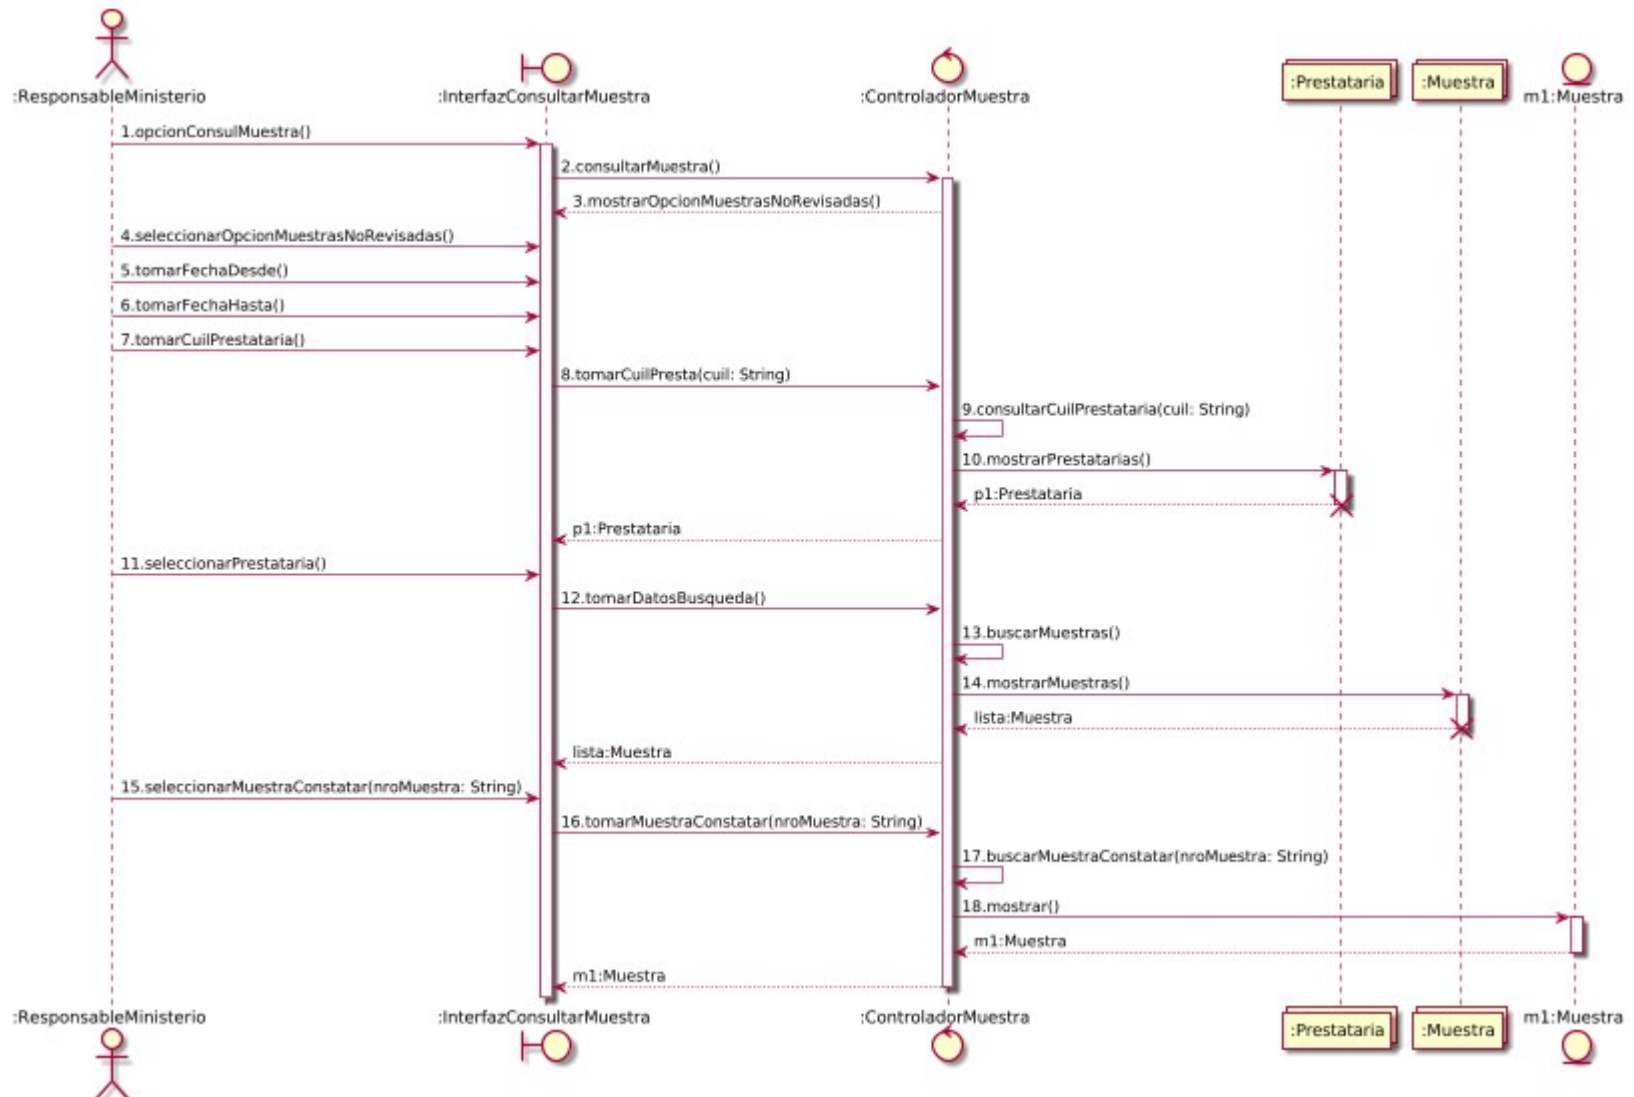 :ResponsableMinisterio
:InterfazConsultarMuestra
:ControladorMuestra
:Prestataria
:Muestra
m1:Muestra
1.opcionConsulMuestra()
2.consultarMuestra()
3.mostrarOpcionMuestrasNoRevisadas()
4.seleccionarOpcionMuestrasNoRevisadas()
5.tomarFechaDesde()
6.tomarFechaHasta()
7.tomarCuilPrestataria()
8.tomarCuilPresta(cuil: String)
9.consultarCuilPrestataria(cuil: String)
10.mostrarPrestatarias()
p1:Prestataria
p1:Prestataria
11.seleccionarPrestataria()
12.tomarDatosBusqueda()
13.buscarMuestras()
14.mostrarMuestras()
lista:Muestra
lista:Muestra
15.seleccionarMuestraConstatar(nroMuestra: String)
16.tomarMuestraConstatar(nroMuestra: String)
17.buscarMuestraConstatar(nroMuestra: String)
18.mostrar()
m1:Muestra
m1:Muestra
:ResponsableMinisterio
:InterfazConsultarMuestra
:ControladorMuestra
:Prestataria
:Muestra
m1:Muestra